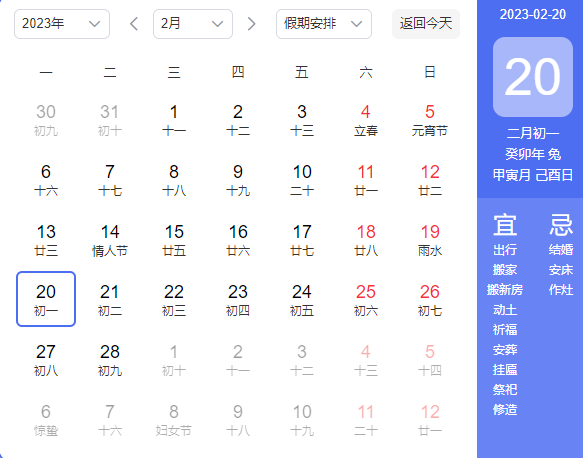 2023年 2月 假期安排 返回今天
一 二 三 四 五 六 日
30 31 1 2 3 4 5
初九 初十 十一 十二 十三 立春 元宵节
6 7 8 9 10 11 12
十六 十七 十八 十九 二十 廿一 廿二
13 14 15 16 17 18 19
廿三 情人节 廿五 廿六 廿七 廿八 雨水
20 21 22 23 24 25 26
初一 初二 初三 初四 初五 初六 初七
27 28 1 2 3 4 5
初八 初九 初十 十一 十二 十三 十四
6 7 8 9 10 11 12
惊蛰 十六 妇女节 十八 十九 二十 廿一
2023-02-20
20
二月初一
癸卯年 兔
甲寅月 己酉日
宜 忌
出行 结婚
搬家 安床
搬新房 作灶
动土
祈福
安葬
挂匾
祭祀
修造